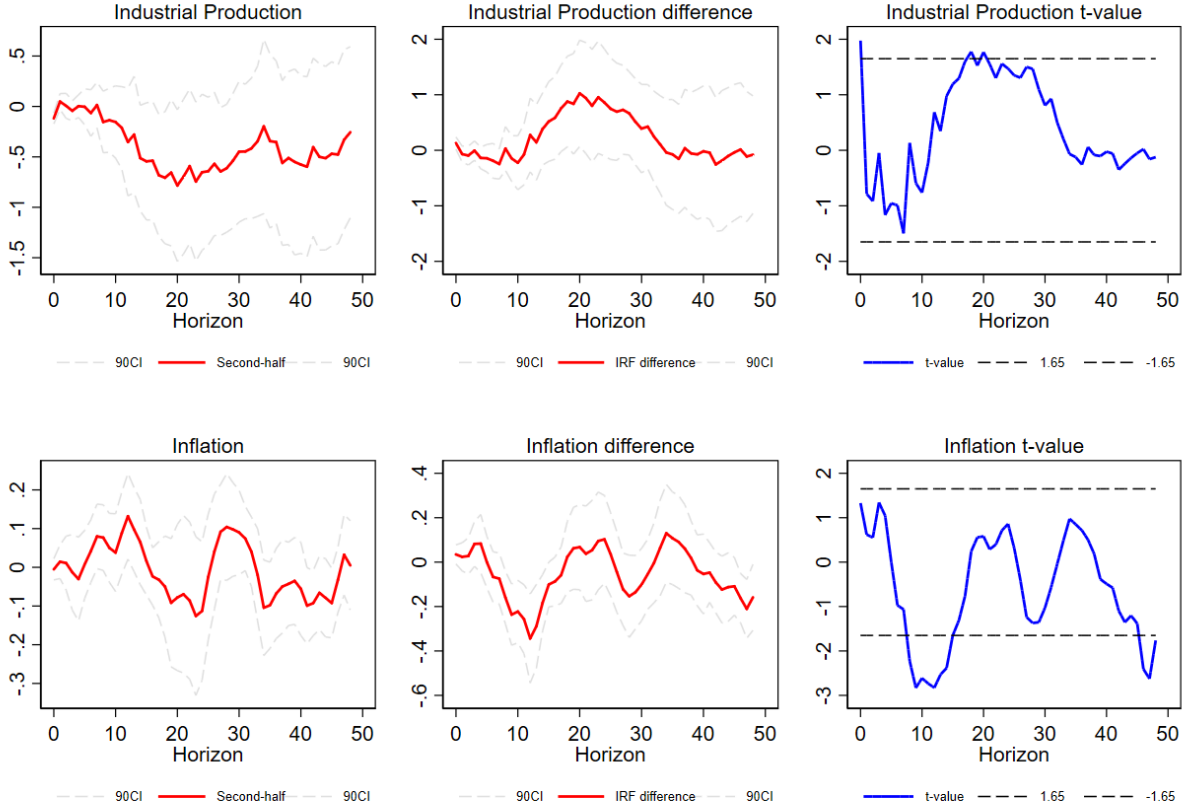 Industrial Production
Industrial Production difference
Industrial Production t-value
.5
0
-.5
-1
-1.5
0 10 20 30 40 50
Horizon
90CI Second-half 90CI
2
1
0
-1
-2
0 10 20 30 40 50
Horizon
90CI IRF difference 90CI
2
1
0
-1
-2
0 10 20 30 40 50
Horizon
t-value 1.65 -1.65
Inflation
Inflation difference
Inflation t-value
.2
.1
0
-.1
-.2
-.3
0 10 20 30 40 50
Horizon
90CI Second-half 90CI
.4
.2
0
-.2
-.4
-.6
0 10 20 30 40 50
Horizon
90CI IRF difference 90CI
2
1
0
-1
-2
-3
0 10 20 30 40 50
Horizon
t-value 1.65 -1.65